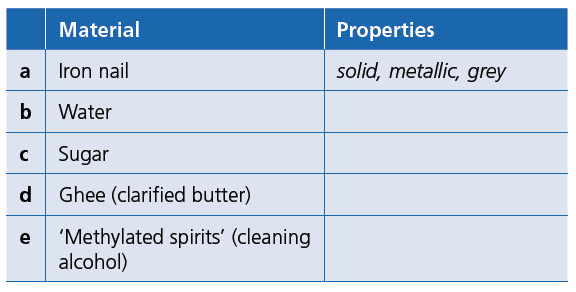 Material Properties
a Iron nail solid, metallic, grey
b Water
c Sugar
d Ghee (clarified butter)
e ‘Methylated spirits’ (cleaning
alcohol)